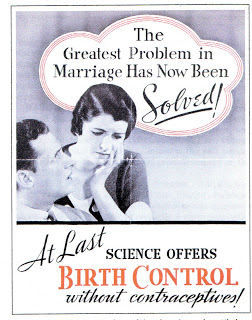 The
Greatest Problem in
Marriage Has Now Been
Solved!
At Last
SCIENCE OFFERS
BIRTH CONTROL
without contraceptives!